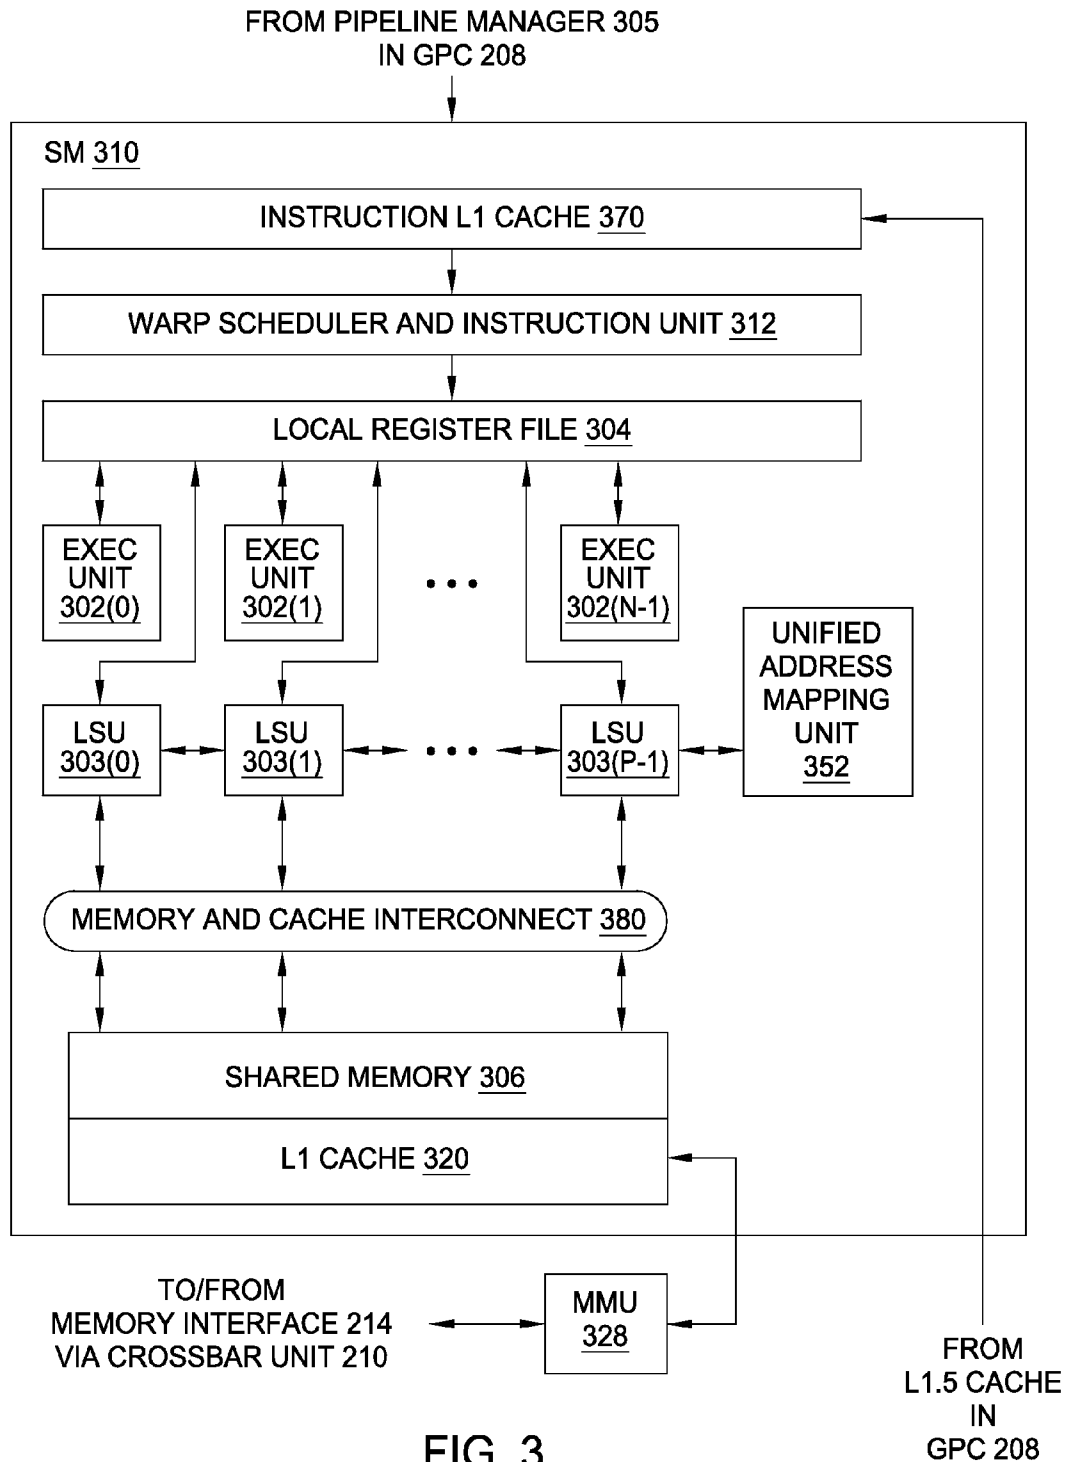 FROM PIPELINE MANAGER 305
IN GPC 208
SM 310
INSTRUCTION L1 CACHE 370
WARP SCHEDULER AND INSTRUCTION UNIT 312
LOCAL REGISTER FILE 304
EXEC
UNIT
302(0)
EXEC
UNIT
302(1)
EXEC
UNIT
302(N-1)
UNIFIED
ADDRESS
MAPPING
UNIT
352
LSU
303(0)
LSU
303(1)
LSU
303(P-1)
MEMORY AND CACHE INTERCONNECT 380
SHARED MEMORY 306
L1 CACHE 320
TO/FROM
MEMORY INTERFACE 214
VIA CROSSBAR UNIT 210
MMU
328
FROM
L1.5 CACHE
IN
GPC 208
FIG. 3